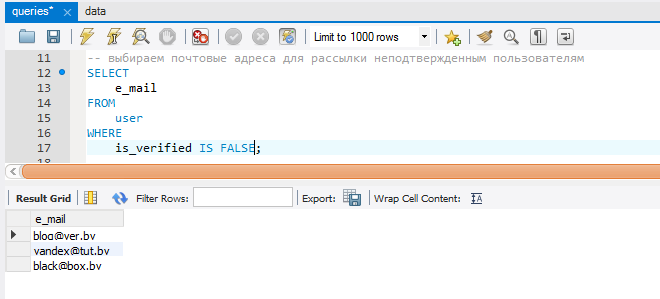 queries* data
Limit to 1000 rows
11 -- выбираем почтовые адреса для рассылки неподтвержденным пользователям
12 SELECT
13 e_mail
14 FROM
15 user
16 WHERE
17 is_verified IS FALSE;
18
Result Grid Filter Rows: Export: Wrap Cell Content:
e_mail
blog@ver.by
yandex@tut.by
black@box.by